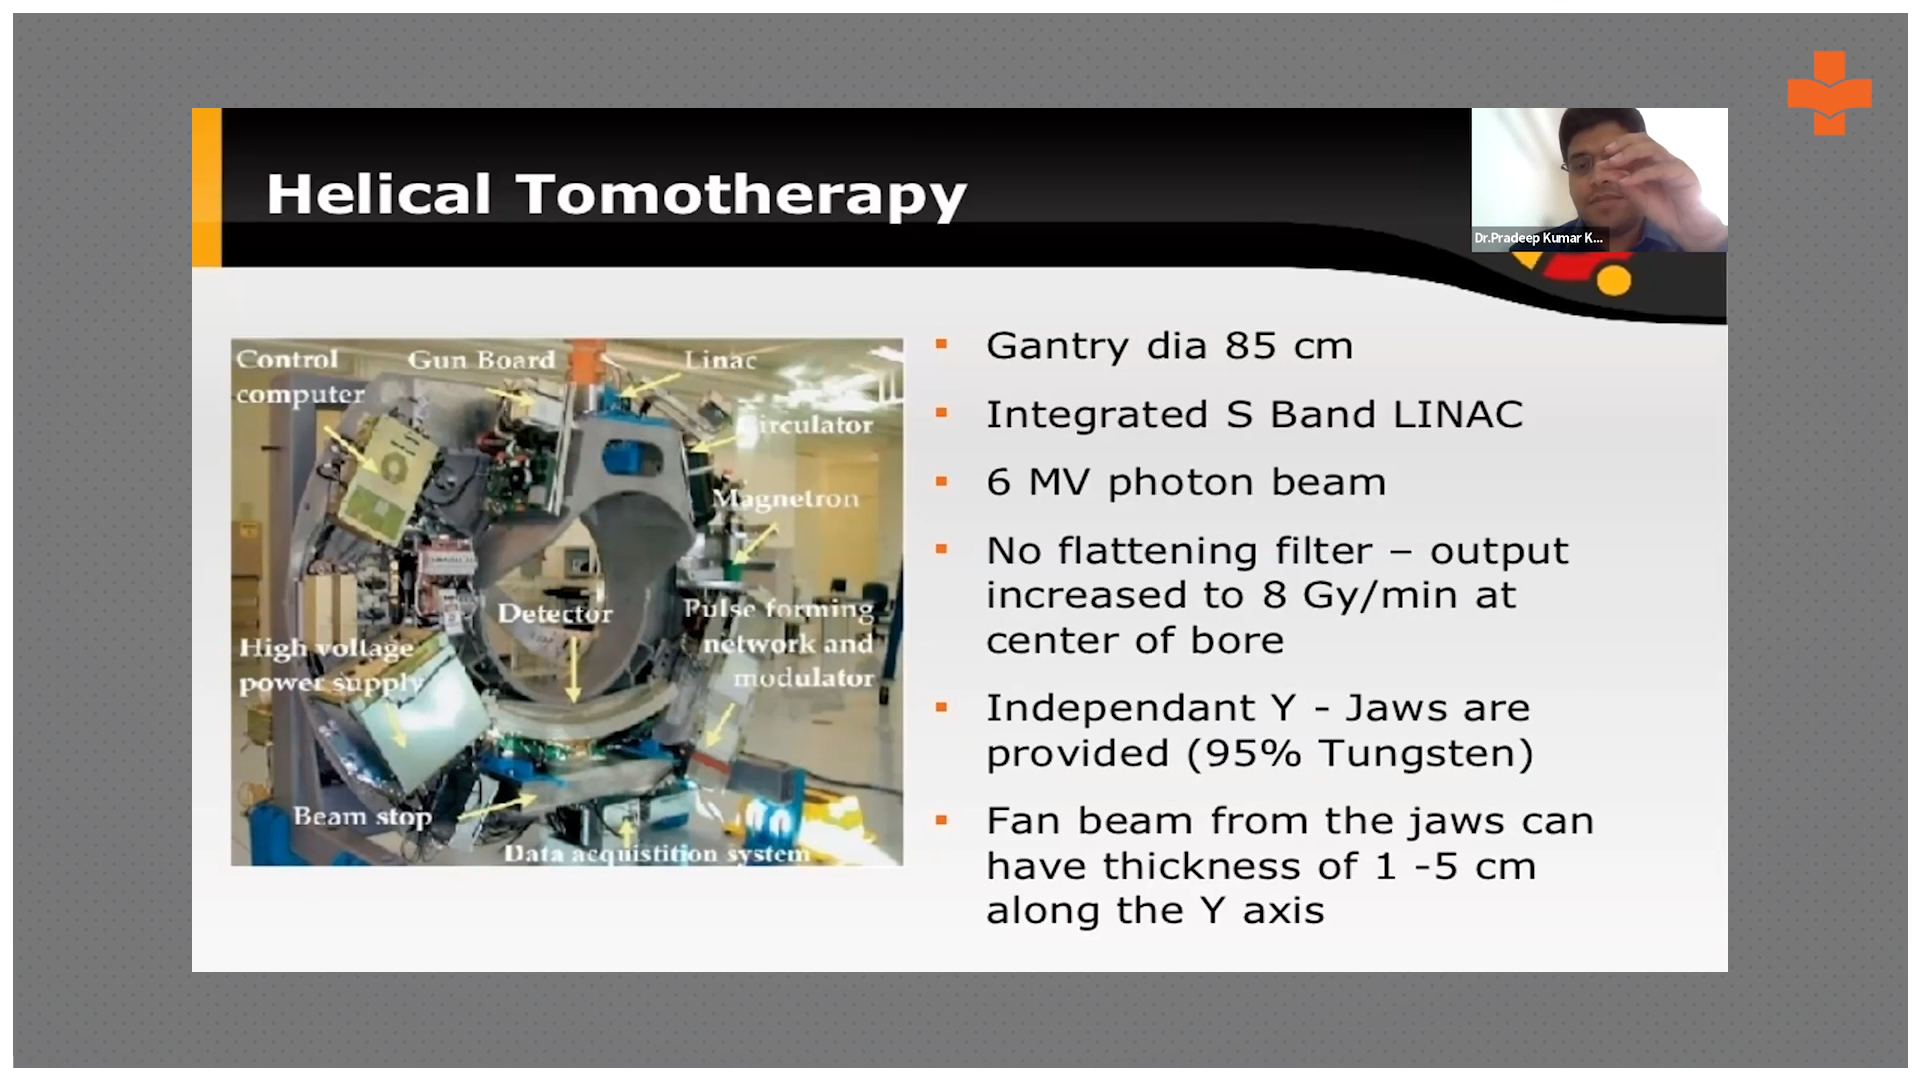 Helical Tomotherapy
Dr.Pradeep Kumar K...
Control
computer
Gun Board
Linac
Circulator
Magnetron
Detector
Pulse forming
network and
modulator
High voltage
power supply
Beam stop
Data acquistition system
Gantry dia 85 cm
Integrated S Band LINAC
6 MV photon beam
No flattening filter – output
increased to 8 Gy/min at
center of bore
Independant Y - Jaws are
provided (95% Tungsten)
Fan beam from the jaws can
have thickness of 1 -5 cm
along the Y axis